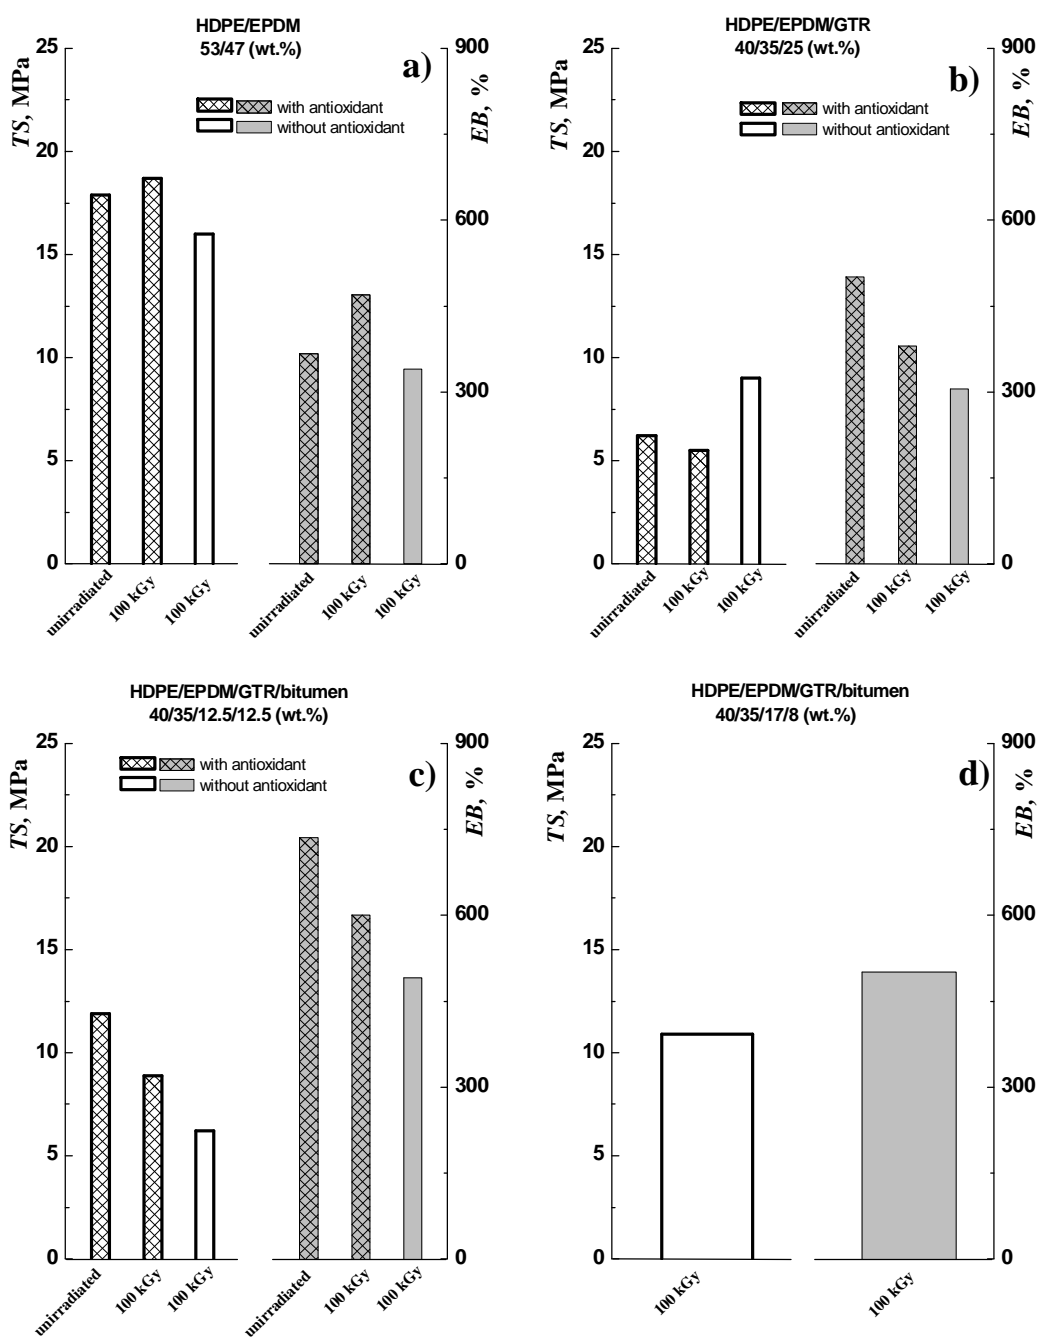 HDPE/EPDM
53/47 (wt.%)
a)
TS, MPa
EB, %
with antioxidant
without antioxidant
25
20
15
10
5
0
900
600
300
0
unirradiated
100 kGy
100 kGy
unirradiated
100 kGy
100 kGy
HDPE/EPDM/GTR
40/35/25 (wt.%)
b)
TS, MPa
EB, %
with antioxidant
without antioxidant
25
20
15
10
5
0
900
600
300
0
unirradiated
100 kGy
100 kGy
unirradiated
100 kGy
100 kGy
HDPE/EPDM/GTR/bitumen
40/35/12.5/12.5 (wt.%)
c)
TS, MPa
EB, %
with antioxidant
without antioxidant
25
20
15
10
5
0
900
600
300
0
unirradiated
100 kGy
100 kGy
unirradiated
100 kGy
100 kGy
HDPE/EPDM/GTR/bitumen
40/35/17/8 (wt.%)
d)
TS, MPa
EB, %
25
20
15
10
5
0
900
600
300
0
100 kGy
100 kGy